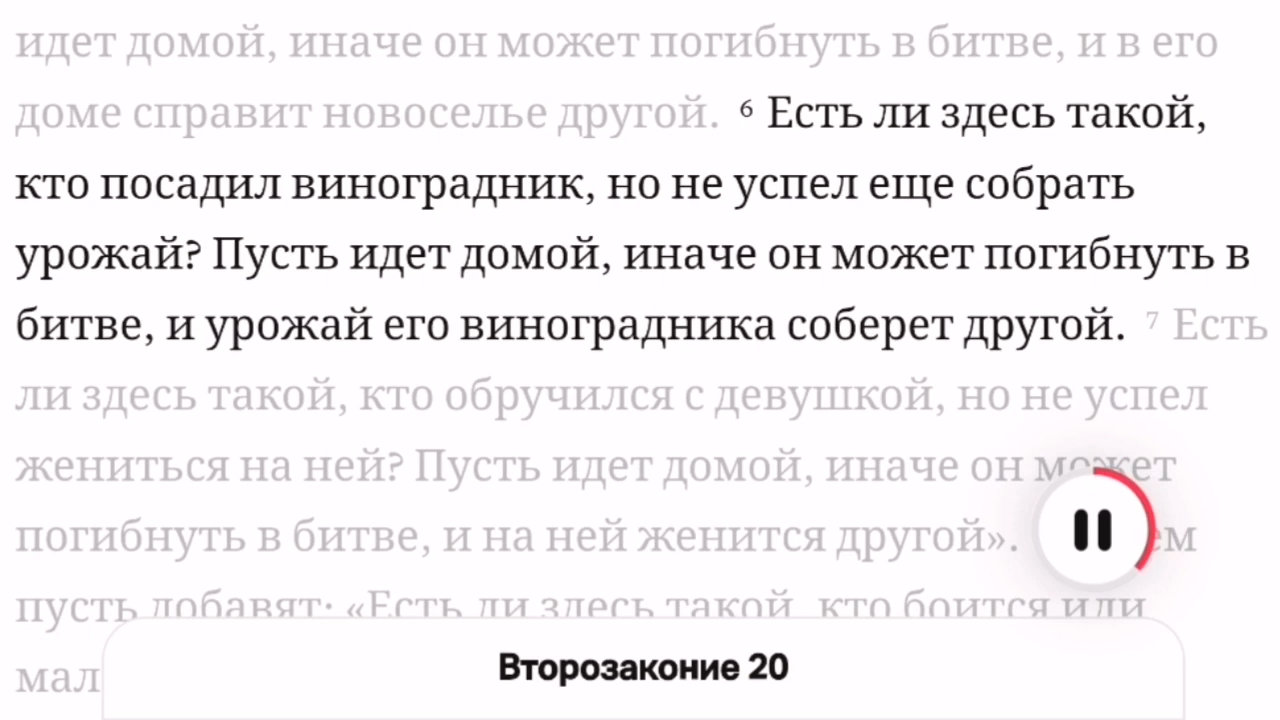 идет домой, иначе он может погибнуть в битве, и в его
доме справит новоселье другой. 6 Есть ли здесь такой,
кто посадил виноградник, но не успел еще собрать
урожай? Пусть идет домой, иначе он может погибнуть в
битве, и урожай его виноградника соберет другой. 7 Есть
ли здесь такой, кто обручился с девушкой, но не успел
жениться на ней? Пусть идет домой, иначе он может
погибнуть в битве, и на ней женится другой». ем
пусть добавят: «Есть ли здесь такой, кто боится или
мал
Второзаконие 20